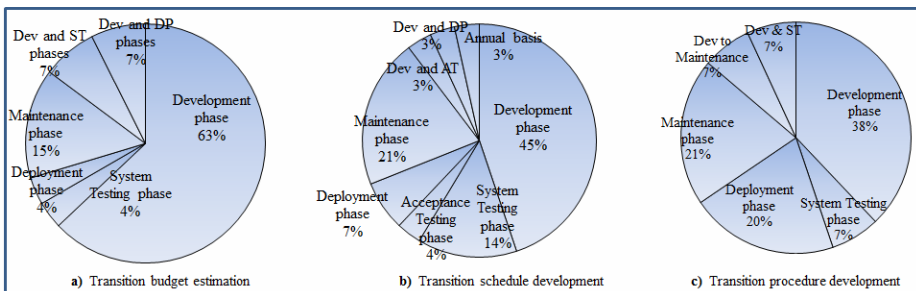 Dev and ST
phases
7%
Dev and DP
phases
7%
Development
phase
63%
Maintenance
phase
15%
Deployment
phase
4%
System
Testing phase
4%
a) Transition budget estimation
Dev and DP
3%
Annual basis
3%
Dev and AT
3%
Development
phase
45%
Maintenance
phase
21%
Deployment
phase
7%
Acceptance
Testing
phase
4%
System
Testing
phase
14%
b) Transition schedule development
Dev to
Maintenance
7%
Dev & ST
7%
Development
phase
38%
Maintenance
phase
21%
Deployment
phase
20%
System Testing
phase
7%
c) Transition procedure development